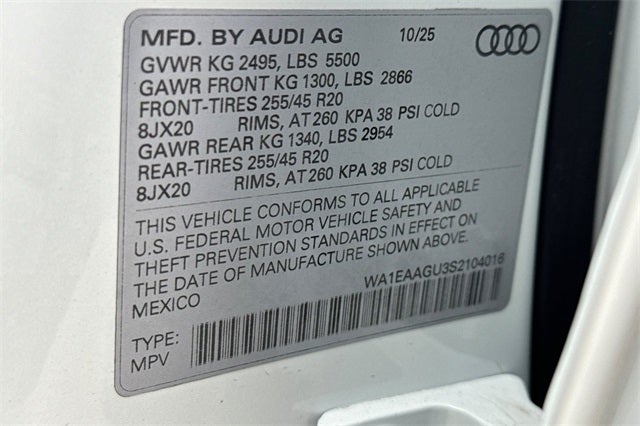 MFD. BY AUDI AG 10/25
GVWR KG 2495, LBS 5500
GAWR FRONT KG 1300, LBS 2866
FRONT-TIRES 255/45 R20
8JX20 RIMS, AT 260 KPA 38 PSI COLD
GAWR REAR KG 1340, LBS 2954
REAR-TIRES 255/45 R20
8JX20 RIMS, AT 260 KPA 38 PSI COLD
THIS VEHICLE CONFORMS TO ALL APPLICABLE
U.S. FEDERAL MOTOR VEHICLE SAFETY AND
THEFT PREVENTION STANDARDS IN EFFECT ON
THE DATE OF MANUFACTURE SHOWN ABOVE.
MEXICO WA1EAAGU3S2104016
TYPE:
MPV